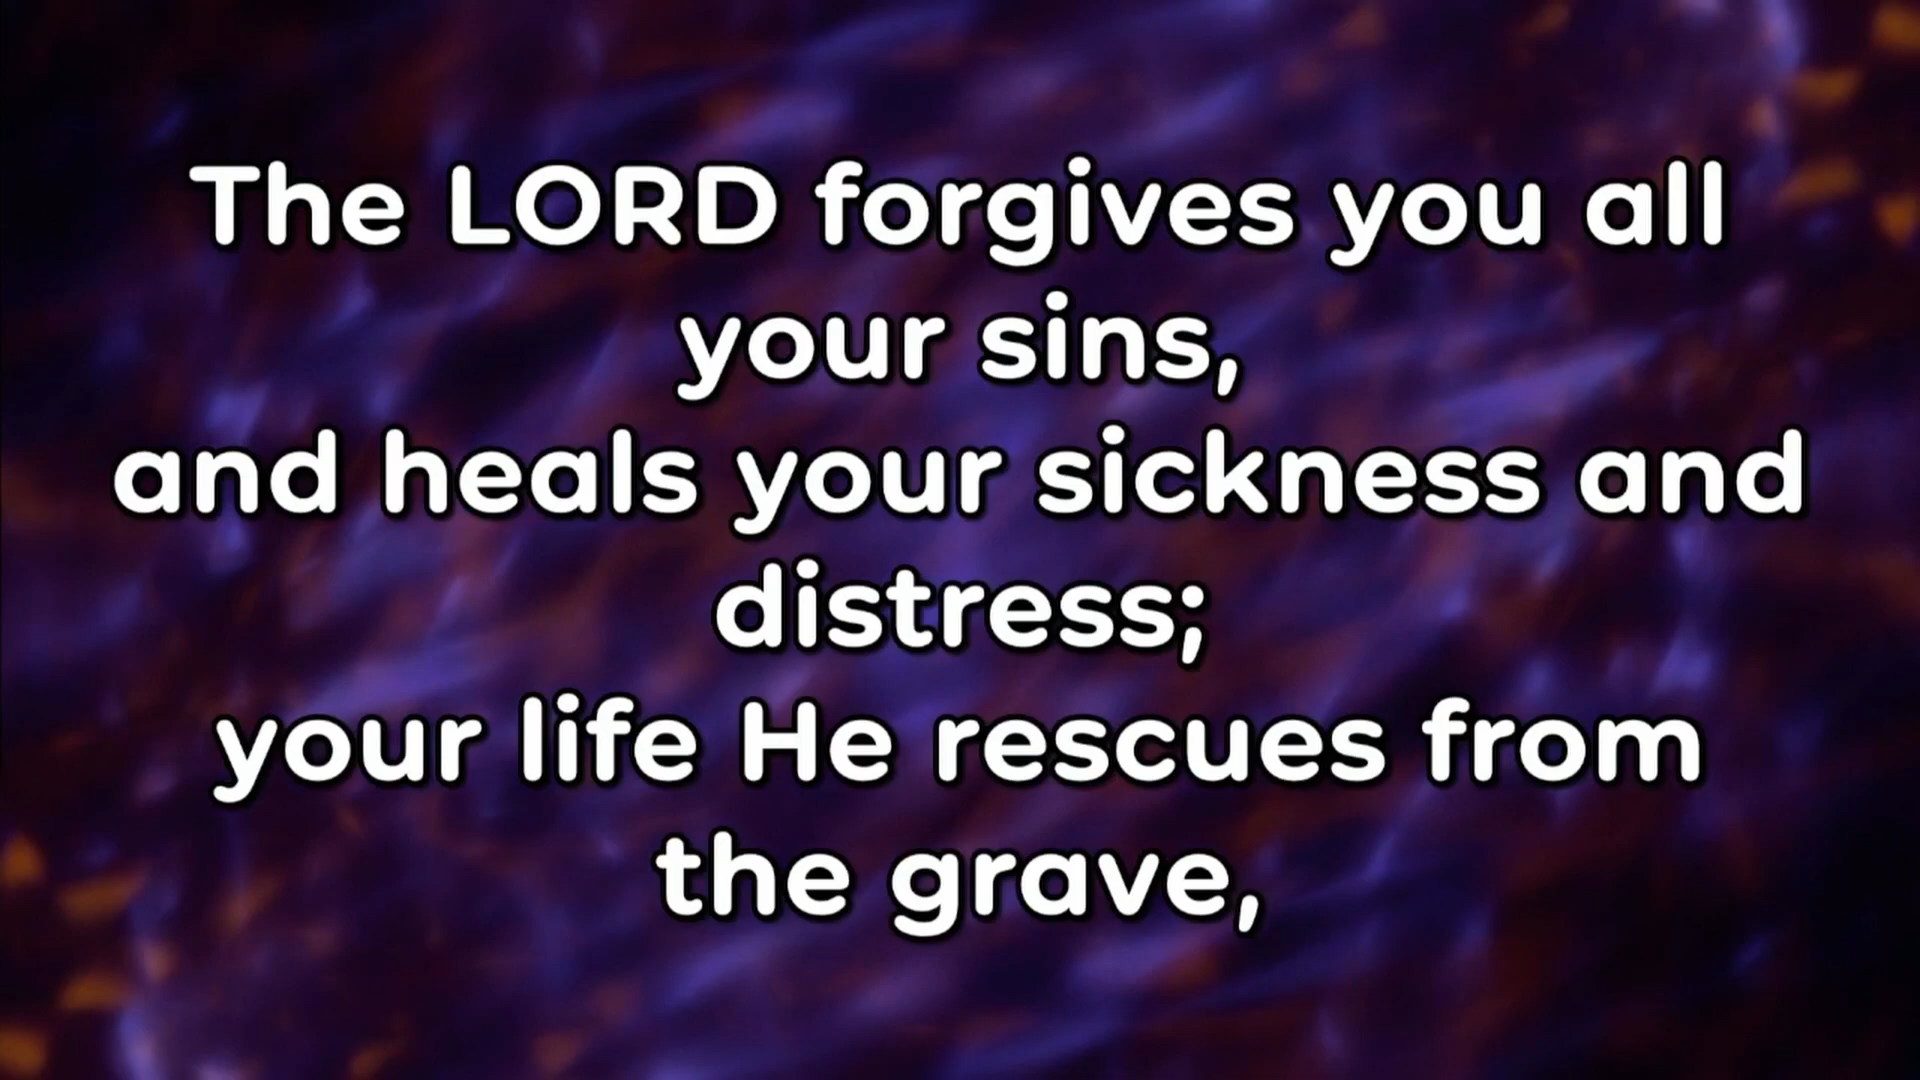 The LORD forgives you all
your sins,
and heals your sickness and
distress;
your life He rescues from
the grave,